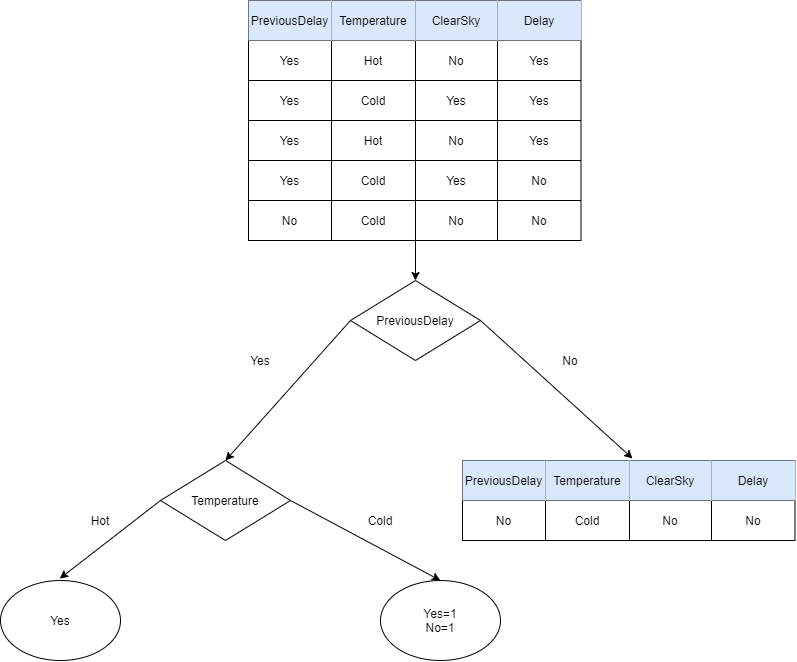 PreviousDelay Temperature ClearSky Delay
Yes Hot No Yes
Yes Cold Yes Yes
Yes Hot No Yes
Yes Cold Yes No
No Cold No No
PreviousDelay
Yes
No
Temperature
PreviousDelay Temperature ClearSky Delay
No Cold No No
Hot
Cold
Yes
Yes=1
No=1